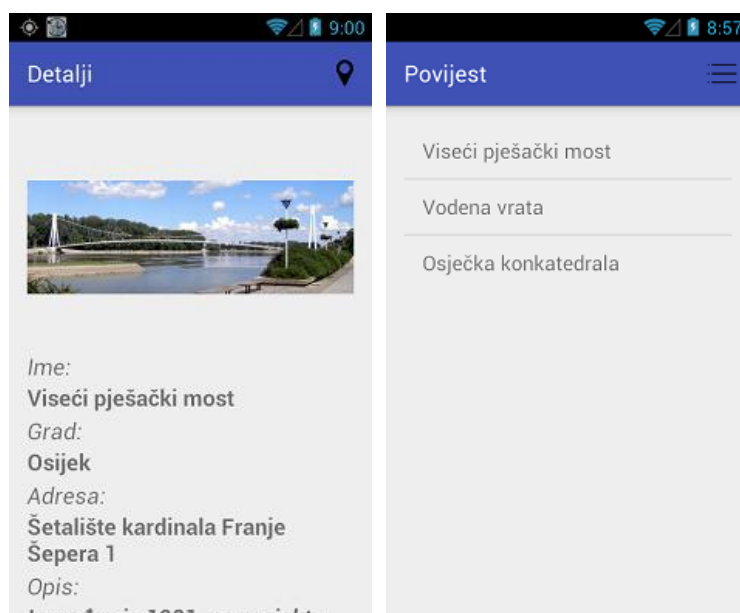 9:00
Detalji
Ime:
Viseći pješački most
Grad:
Osijek
Adresa:
Šetalište kardinala Franje
Šepera 1
Opis:
8:57
Povijest
Viseći pješački most
Vodena vrata
Osječka konkatedrala